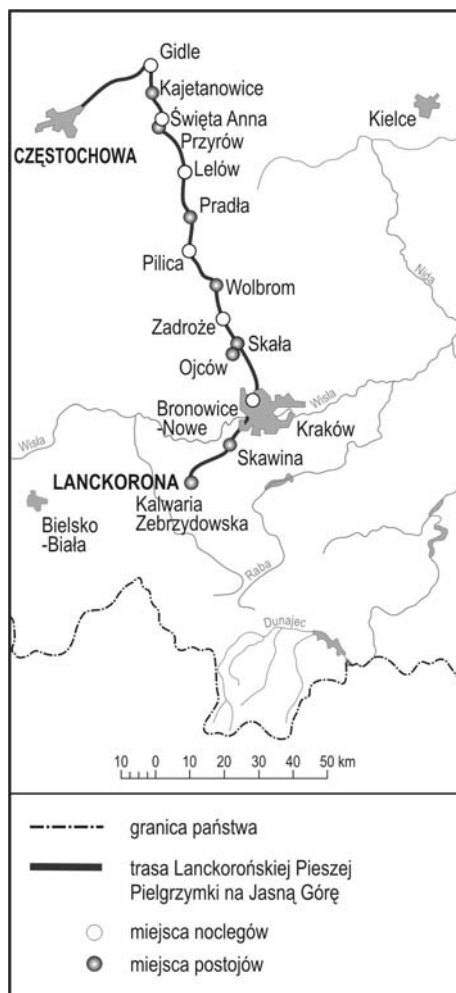 Gidle
Kajetanowice
Święta Anna
Kielce
CZĘSTOCHOWA
Przyrów
Lelów
Pradła
Nida
Pilica
Wolbrom
Zadroże
Skała
Ojców
Bronowice
-Nowe
Wisła
Wisła
Kraków
Skawina
LANCKORONA
Kalwaria
Zebrzydowska
Bielsko
-Biała
Raba
Dunajec
10 0 10 20 30 40 50 km
granica państwa
trasa Lanckorońskiej Pieszej
Pielgrzymki na Jasną Górę
miejsca noclegów
miejsca postojów